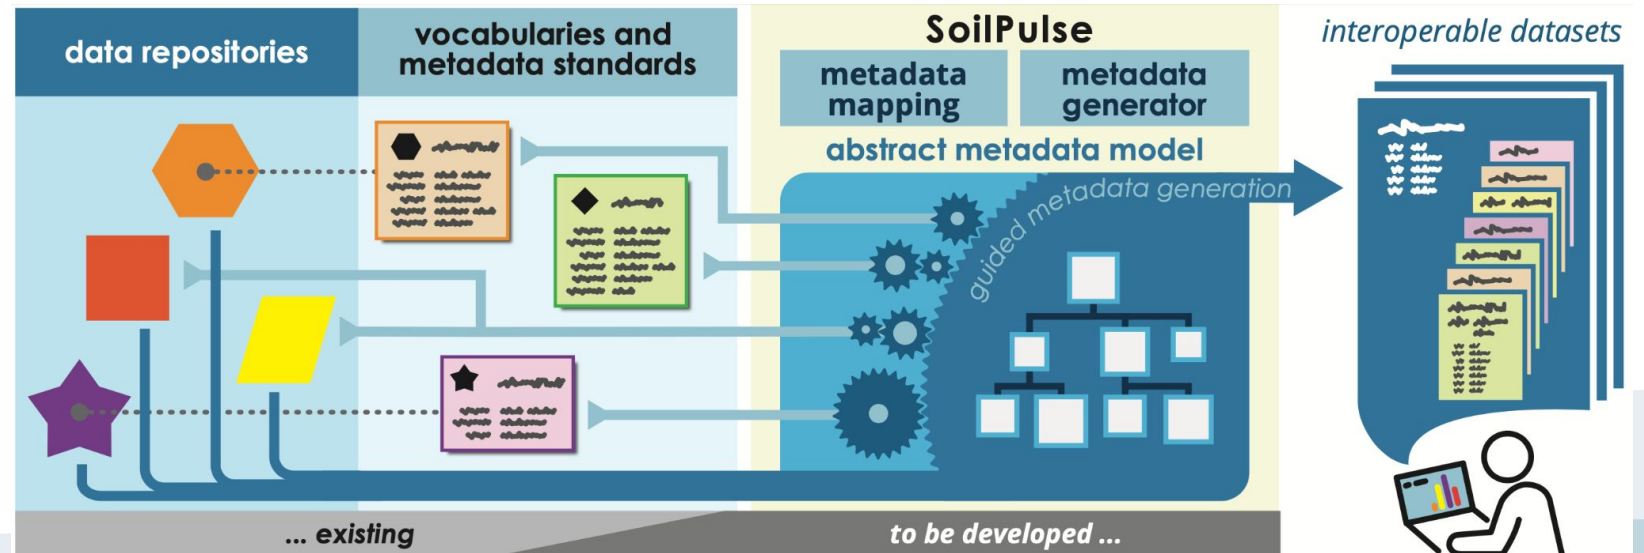 data repositories
vocabularies and
metadata standards
SoilPulse
metadata
mapping
metadata
generator
abstract metadata model
guided metadata generation
interoperable datasets
... existing
to be developed ...